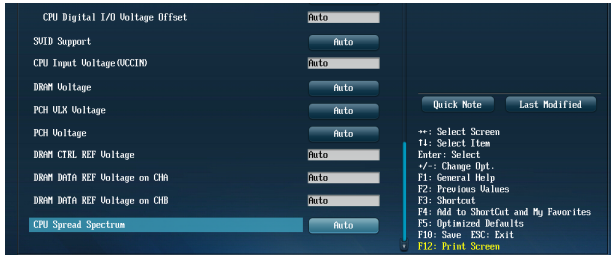 CPU Digital I/O Voltage Offset Auto
SVID Support Auto
CPU Input Voltage(VCCIN) Auto
DRAM Voltage Auto
PCH VLX Voltage Auto
PCH Voltage Auto
DRAM CTRL REF Voltage Auto
DRAM DATA REF Voltage on CHA Auto
DRAM DATA REF Voltage on CHB Auto
CPU Spread Spectrum Auto
Quick Note Last Modified
→←: Select Screen
↑↓: Select Item
Enter: Select
+/-: Change Opt.
F1: General Help
F2: Previous Values
F3: Shortcut
F4: Add to ShortCut and My Favorites
F5: Optimized Defaults
F10: Save ESC: Exit
F12: Print Screen